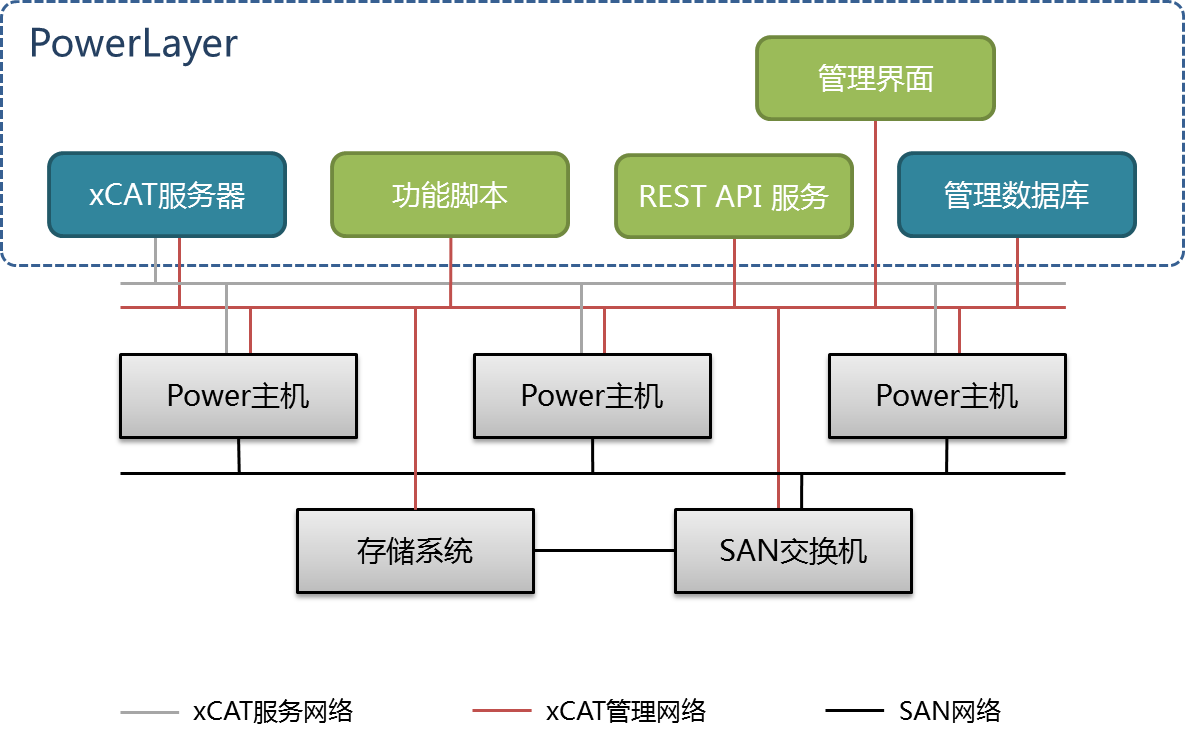 PowerLayer
管理界面
xCAT服务器
功能脚本
REST API 服务
管理数据库
Power主机
Power主机
Power主机
存储系统
SAN交换机
xCAT服务网络
xCAT管理网络
SAN网络